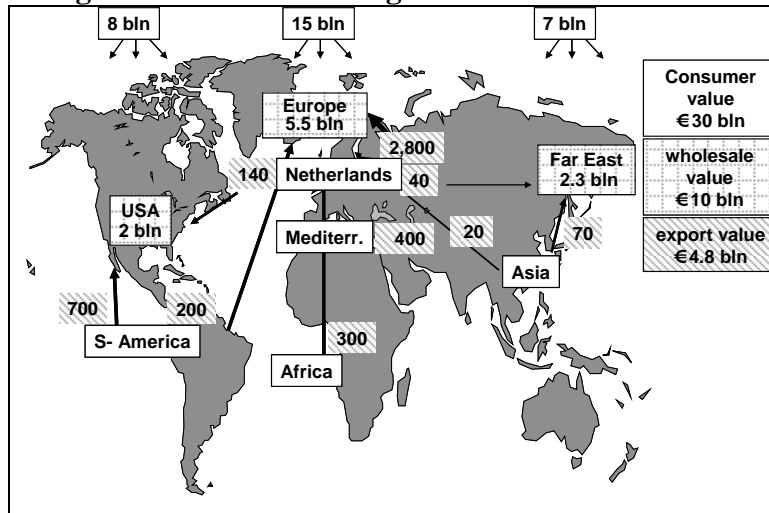 8 bln
15 bln
7 bln
Consumer
value
€30 bln
Europe
5.5 bln
2,800
wholesale
value
€10 bln
Far East
2.3 bln
140
Netherlands
40
USA
2 bln
Mediterr.
400
20
70
export value
€4.8 bln
Asia
700
200
S- America
300
Africa